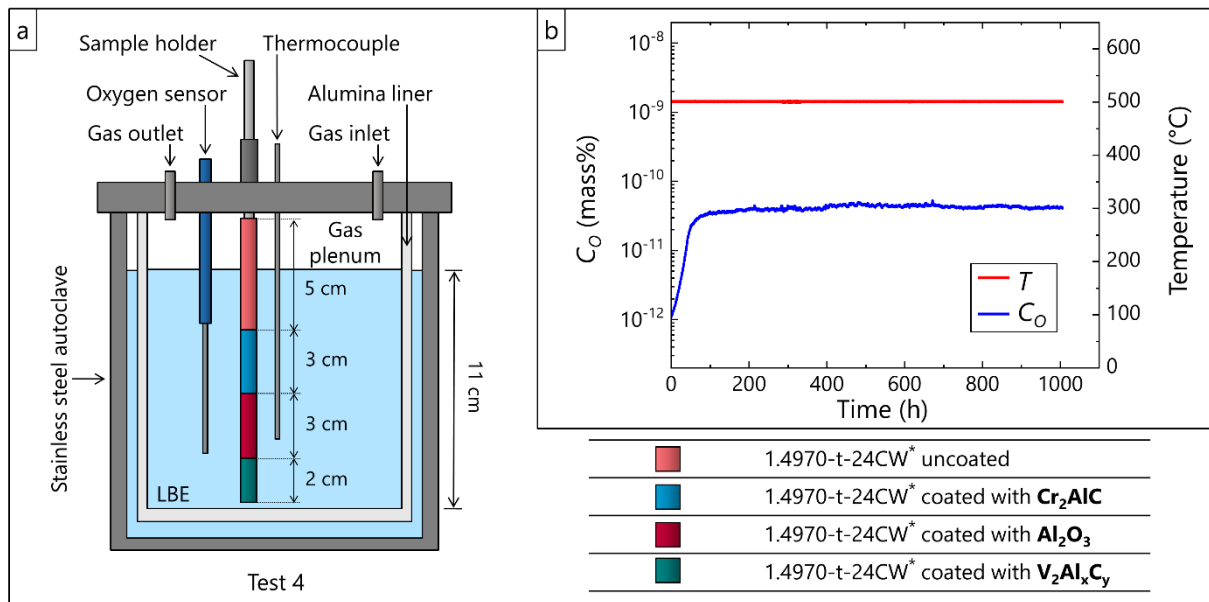 a
Sample holder
Thermocouple
Oxygen sensor
Alumina liner
Gas outlet
Gas inlet
Gas
plenum
5 cm
3 cm
3 cm
2 cm
11 cm
Stainless steel autoclave
LBE
Test 4
b
10⁻⁸
10⁻⁹
10⁻¹⁰
10⁻¹¹
10⁻¹²
C_O (mass%)
600
500
400
300
200
100
0
Temperature (°C)
T
C_O
0 200 400 600 800 1000
Time (h)
1.4970-t-24CW* uncoated
1.4970-t-24CW* coated with Cr₂AlC
1.4970-t-24CW* coated with Al₂O₃
1.4970-t-24CW* coated with V₂AlₓC_y